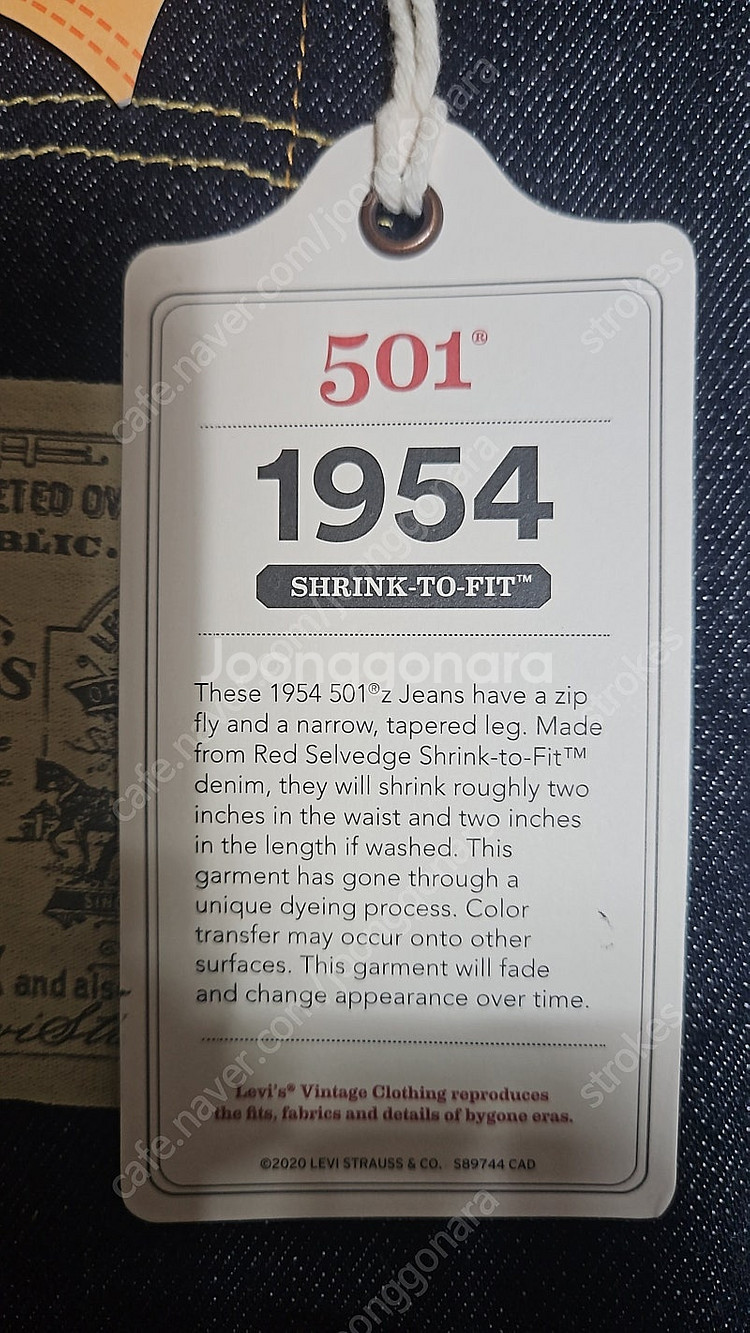 501®
1954
SHRINK-TO-FIT™
Joonggonara
These 1954 501®z Jeans have a zip
fly and a narrow, tapered leg. Made
from Red Selvedge Shrink-to-Fit™
denim, they will shrink roughly two
inches in the waist and two inches
in the length if washed. This
garment has gone through a
unique dyeing process. Color
transfer may occur onto other
surfaces. This garment will fade
and change appearance over time.
Levi's® Vintage Clothing reproduces
the fits, fabrics and details of bygone eras.
©2020 LEVI STRAUSS & CO. S89744 CAD
BLIC.
and als
cafe.naver.com/joonggonara
strokes